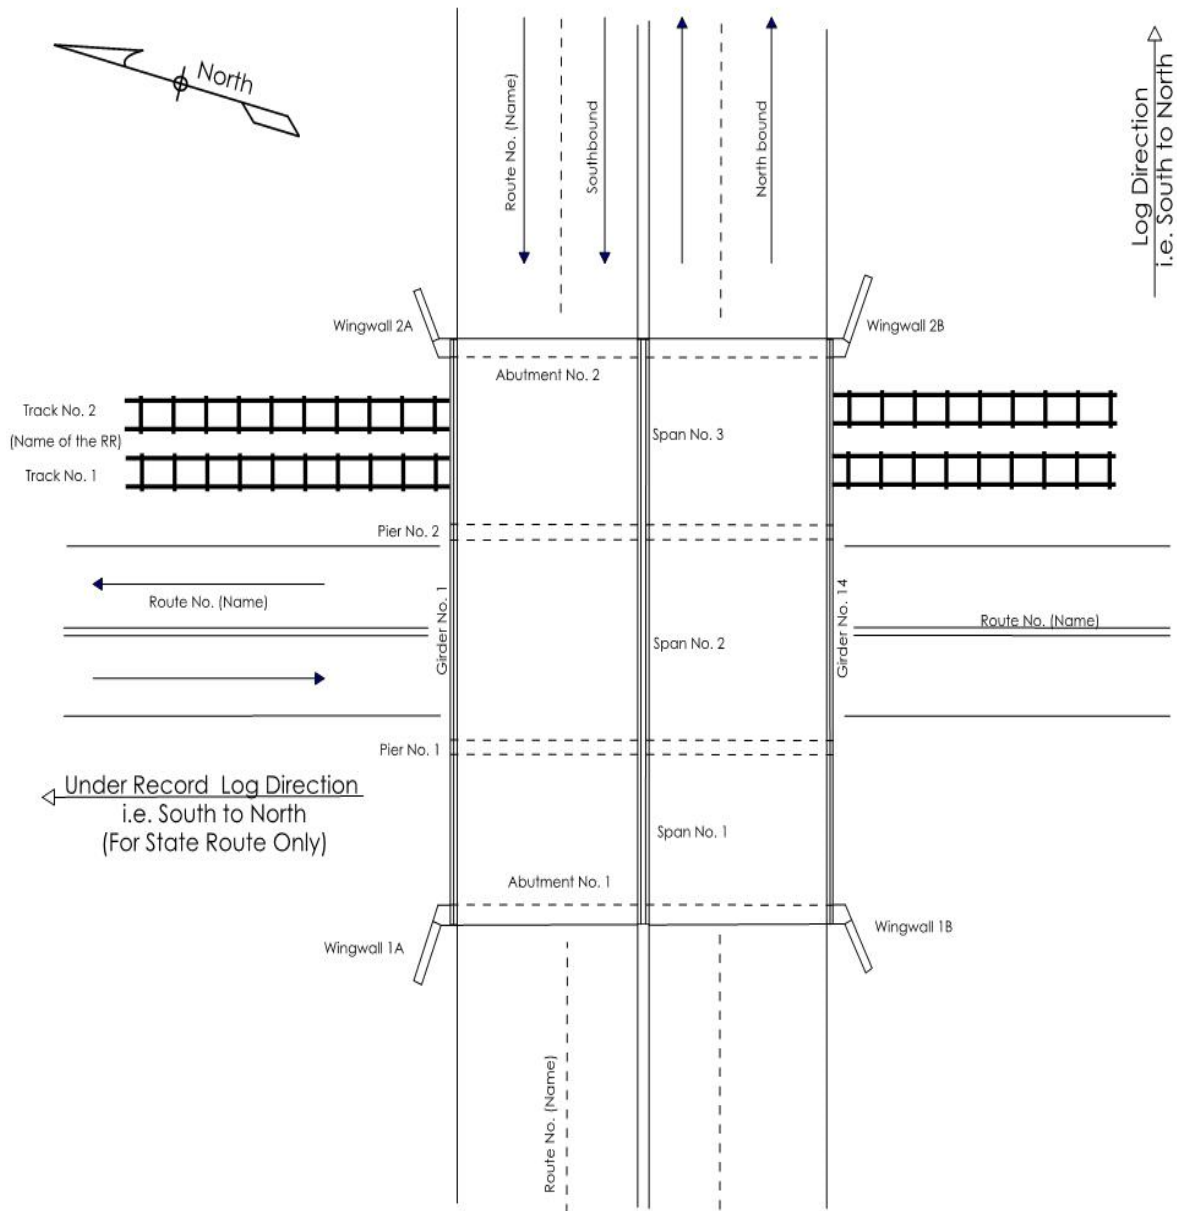 North
Route No. (Name)
Southbound
North bound
Log Direction
i.e. South to North
Wingwall 2A
Wingwall 2B
Abutment No. 2
Track No. 2
(Name of the RR)
Track No. 1
Span No. 3
Pier No. 2
Route No. (Name)
Girder No. 1
Span No. 2
Girder No. 14
Route No. (Name)
Pier No. 1
Under Record Log Direction
i.e. South to North
(For State Route Only)
Span No. 1
Abutment No. 1
Wingwall 1A
Wingwall 1B
Route No. (Name)